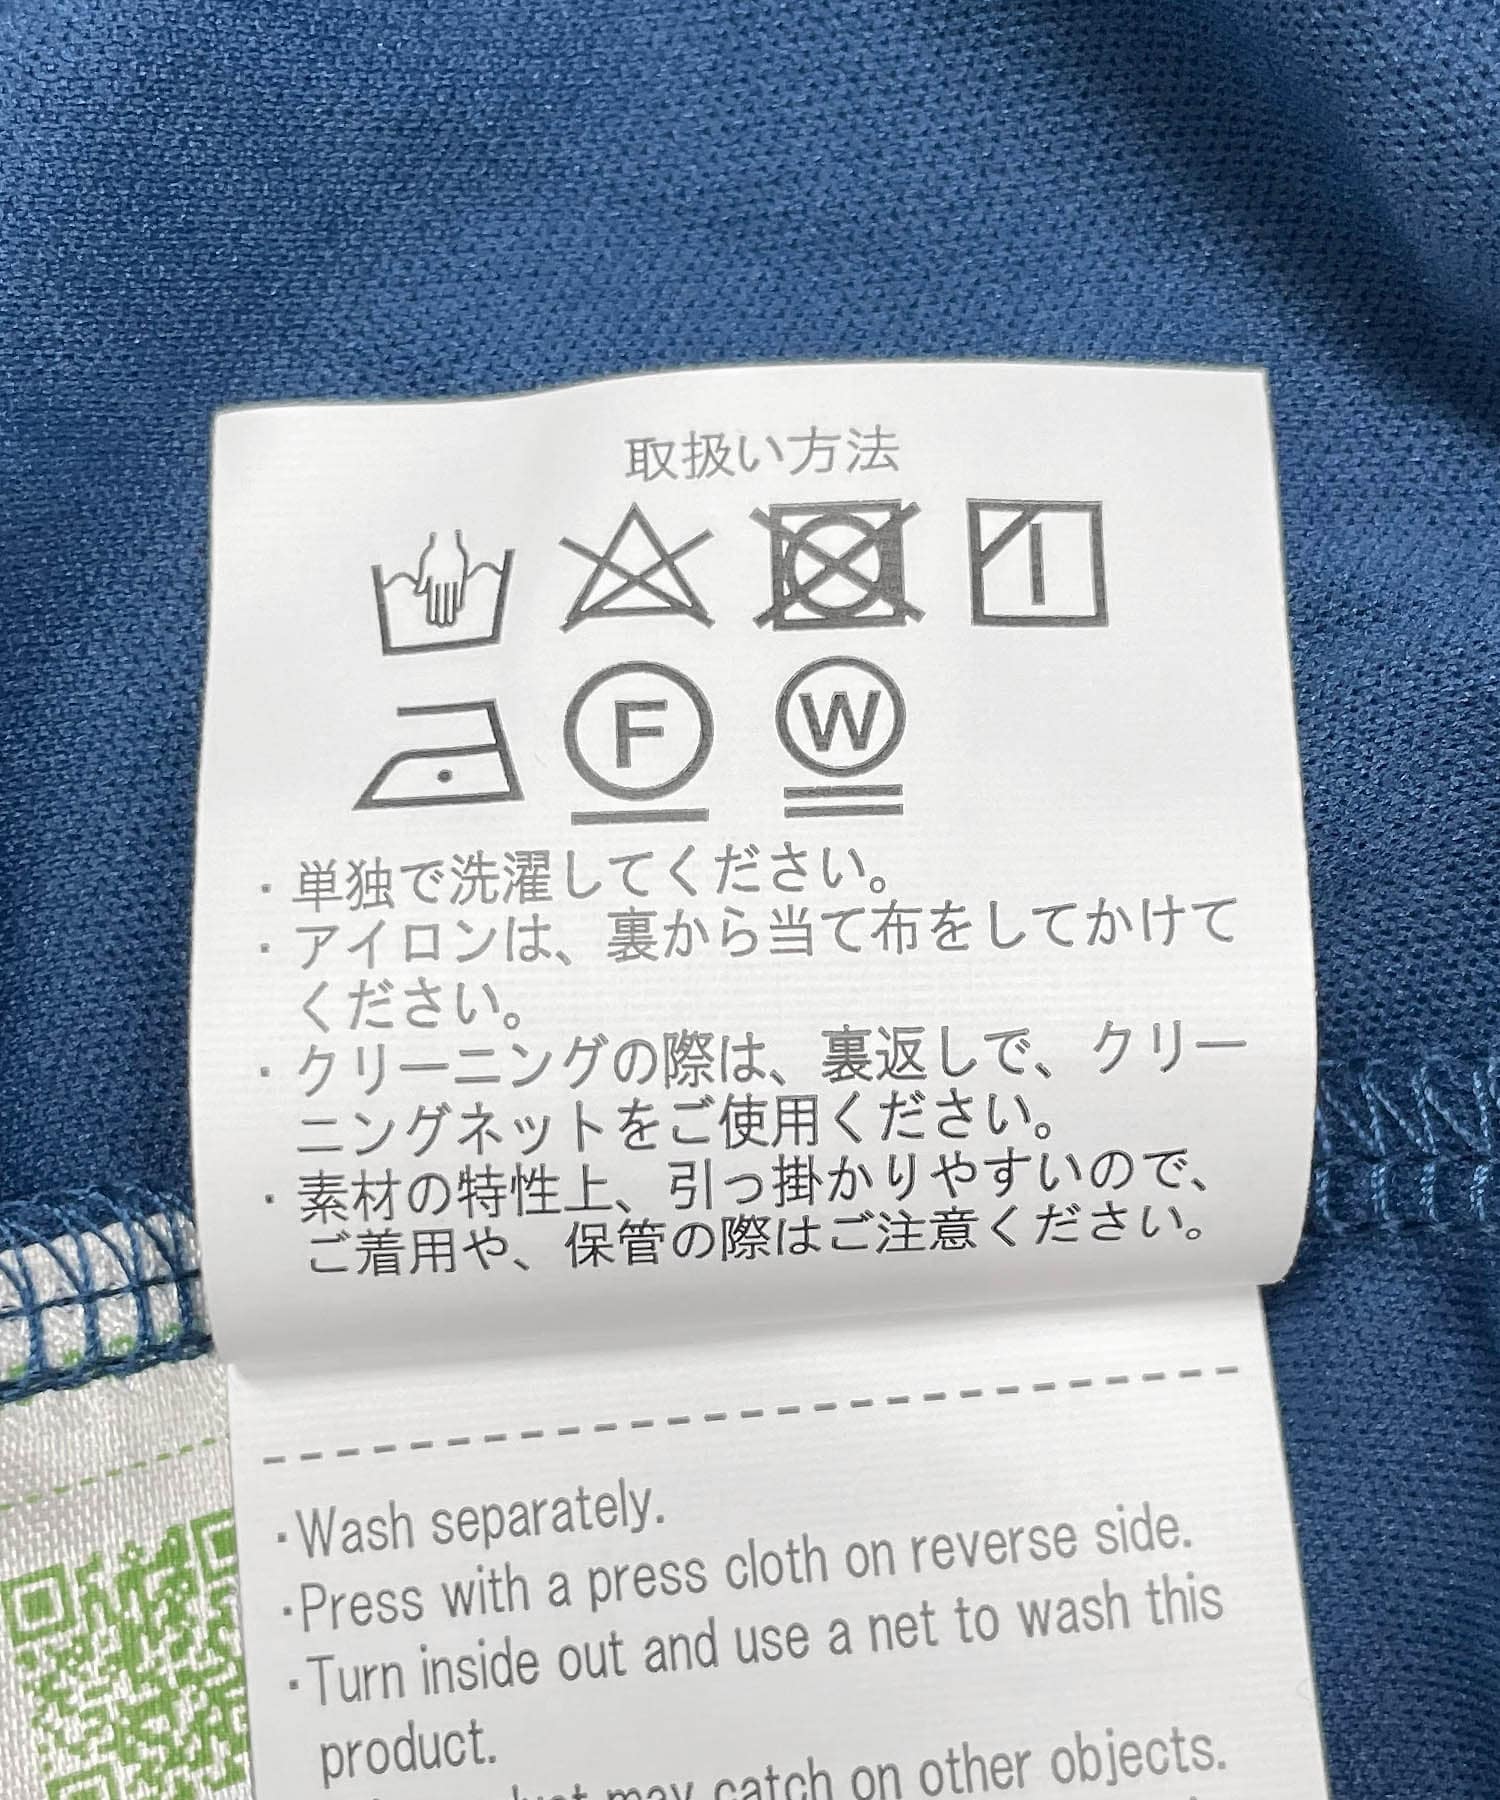 取扱い方法
F W
・単独で洗濯してください。
・アイロンは、裏から当て布をしてかけて
ください。
・クリーニングの際は、裏返しで、クリー
ニングネットをご使用ください。
・素材の特性上、引っ掛かりやすいので、
ご着用や、保管の際はご注意ください。
・Wash separately.
・Press with a press cloth on reverse side.
・Turn inside out and use a net to wash this
product.
may catch on other objects.